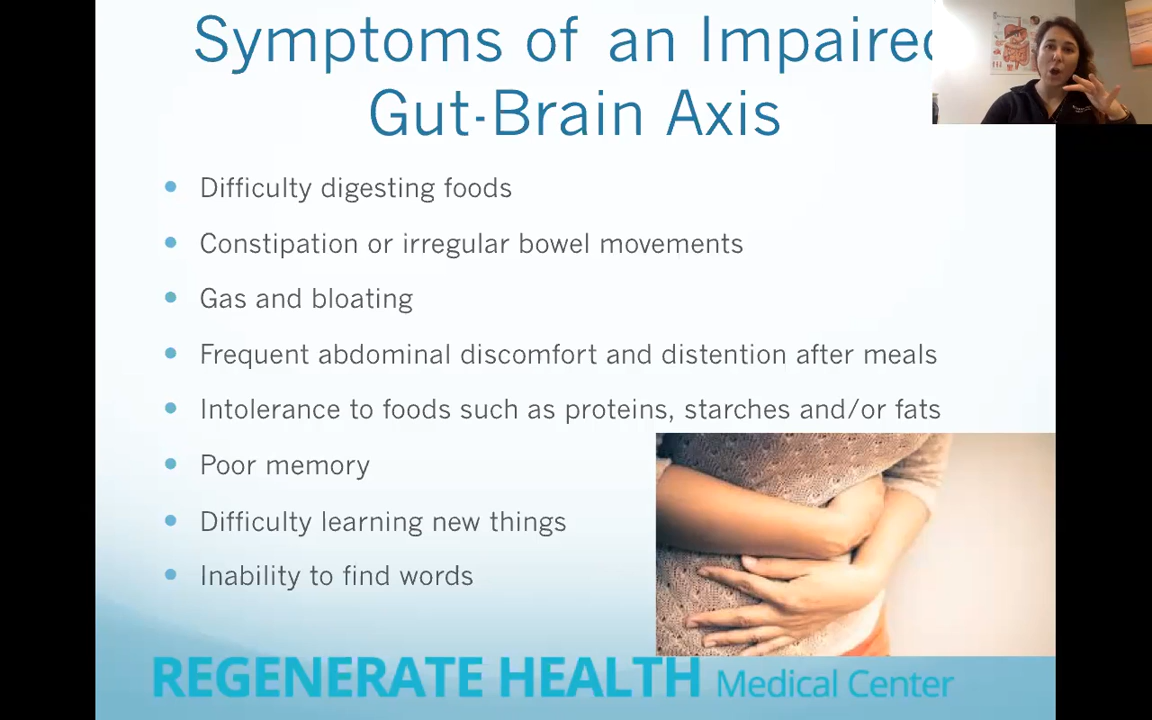 Symptoms of an Impaired
Gut-Brain Axis
Difficulty digesting foods
Constipation or irregular bowel movements
Gas and bloating
Frequent abdominal discomfort and distention after meals
Intolerance to foods such as proteins, starches and/or fats
Poor memory
Difficulty learning new things
Inability to find words
REGENERATE HEALTH Medical Center